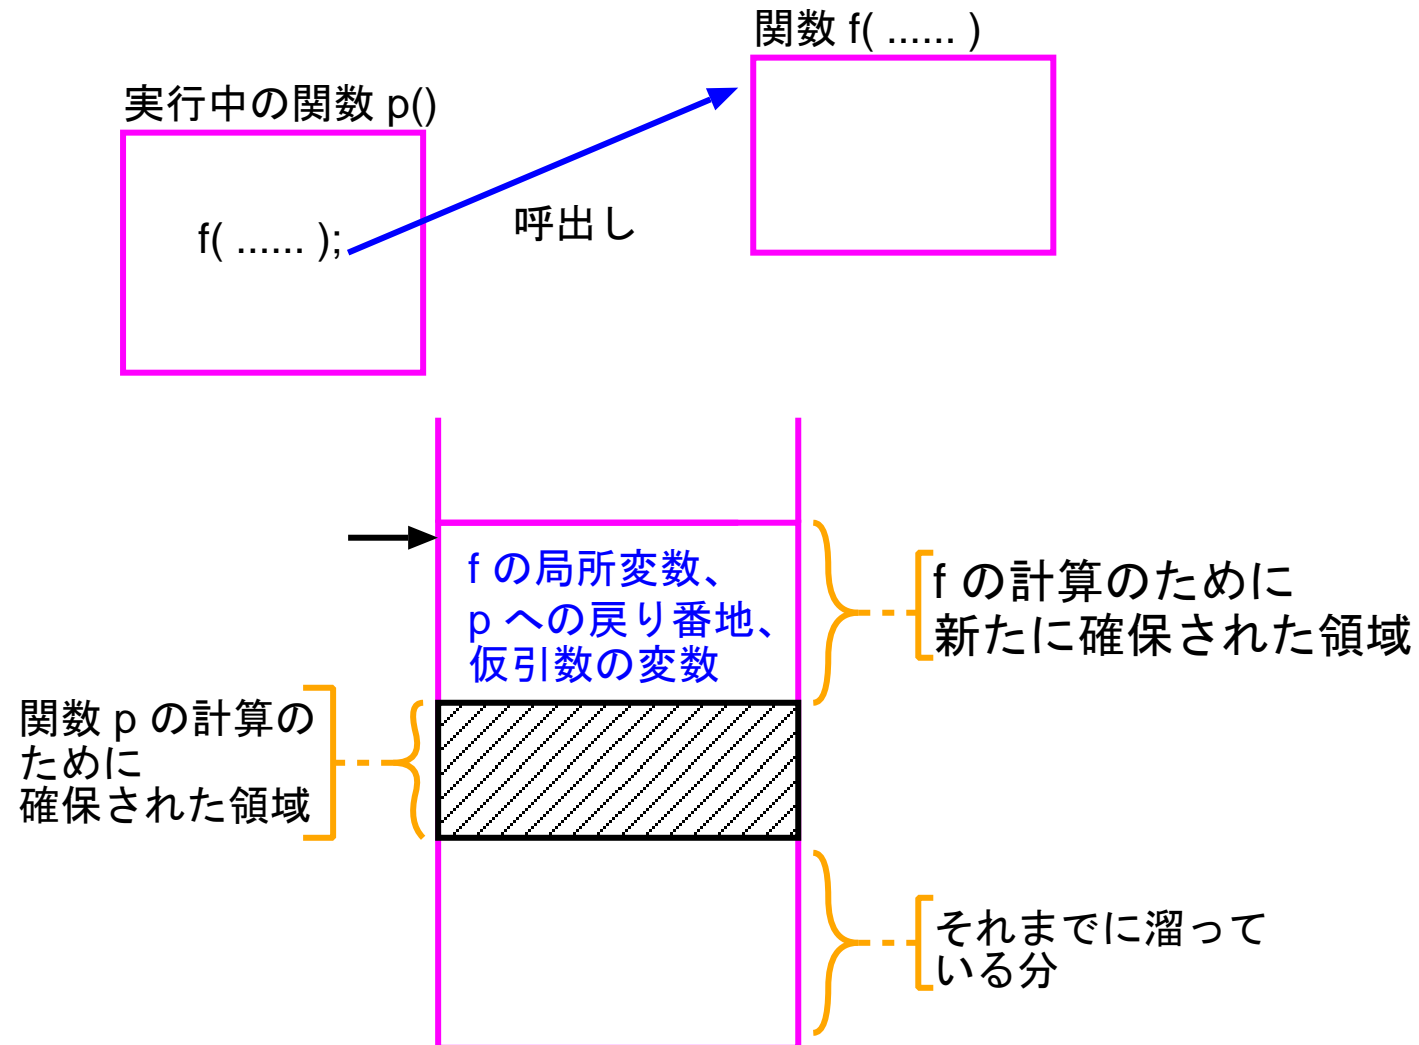 関数 f( ...... )
実行中の関数 p()
f( ...... );
呼出し
f の局所変数、
p への戻り番地、
仮引数の変数
f の計算のために
新たに確保された領域
関数 p の計算の
ために
確保された領域
それまでに溜って
いる分